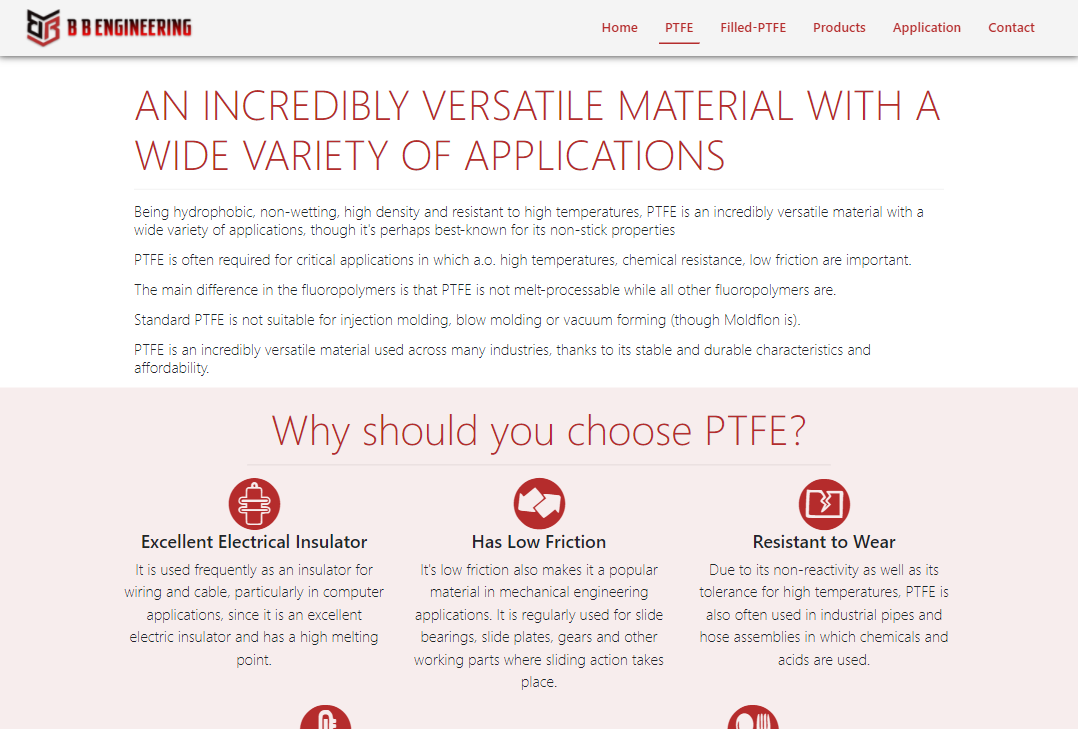 B B ENGINEERING
Home PTFE Filled-PTFE Products Application Contact
AN INCREDIBLY VERSATILE MATERIAL WITH A
WIDE VARIETY OF APPLICATIONS
Being hydrophobic, non-wetting, high density and resistant to high temperatures, PTFE is an incredibly versatile material with a
wide variety of applications, though it's perhaps best-known for its non-stick properties
PTFE is often required for critical applications in which a.o. high temperatures, chemical resistance, low friction are important.
The main difference in the fluoropolymers is that PTFE is not melt-processable while all other fluoropolymers are.
Standard PTFE is not suitable for injection molding, blow molding or vacuum forming (though Moldflon is).
PTFE is an incredibly versatile material used across many industries, thanks to its stable and durable characteristics and
affordability.
Why should you choose PTFE?
Excellent Electrical Insulator
It is used frequently as an insulator for
wiring and cable, particularly in computer
applications, since it is an excellent
electric insulator and has a high melting
point.
Has Low Friction
It's low friction also makes it a popular
material in mechanical engineering
applications. It is regularly used for slide
bearings, slide plates, gears and other
working parts where sliding action takes
place.
Resistant to Wear
Due to its non-reactivity as well as its
tolerance for high temperatures, PTFE is
also often used in industrial pipes and
hose assemblies in which chemicals and
acids are used.